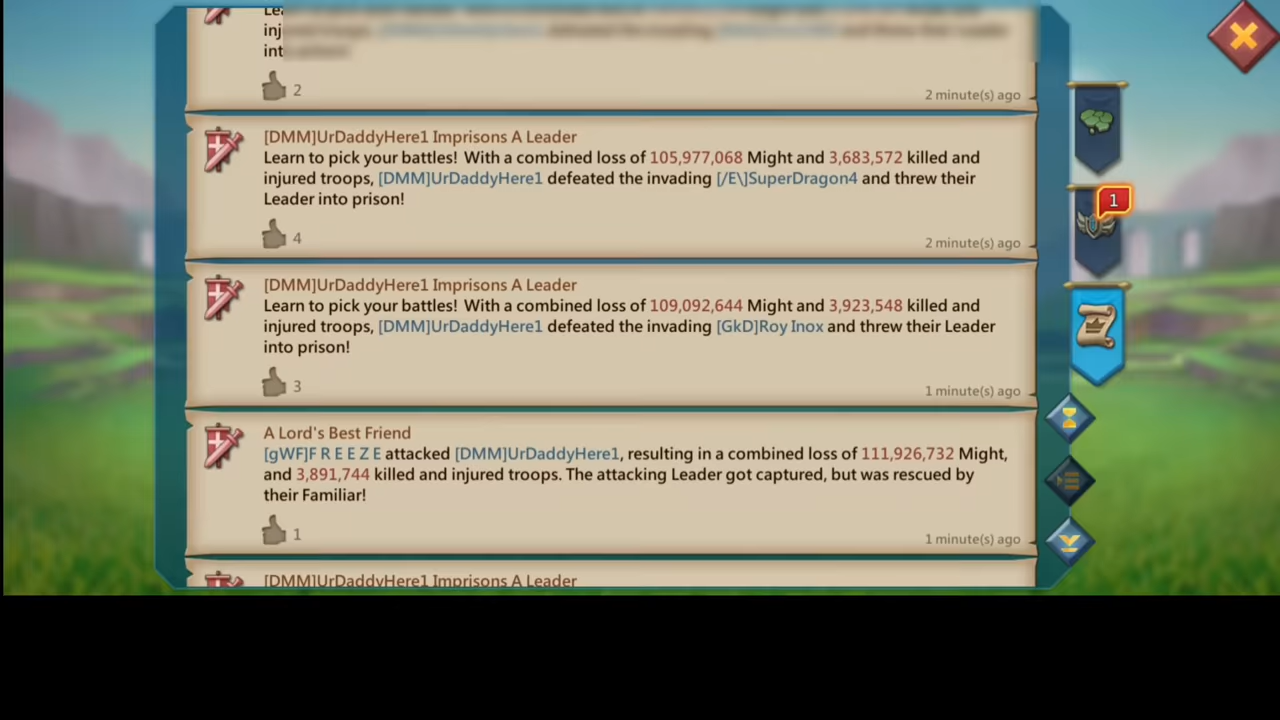 Lea
inj
int
2
2 minute(s) ago
[DMM]UrDaddyHere1 Imprisons A Leader
Learn to pick your battles! With a combined loss of 105,977,068 Might and 3,683,572 killed and
injured troops, [DMM]UrDaddyHere1 defeated the invading [/E\]SuperDragon4 and threw their
Leader into prison!
4
2 minute(s) ago
1
[DMM]UrDaddyHere1 Imprisons A Leader
Learn to pick your battles! With a combined loss of 109,092,644 Might and 3,923,548 killed and
injured troops, [DMM]UrDaddyHere1 defeated the invading [GkD]Roy Inox and threw their Leader
into prison!
3
1 minute(s) ago
A Lord's Best Friend
[gWF]F R E E Z E attacked [DMM]UrDaddyHere1, resulting in a combined loss of 111,926,732 Might,
and 3,891,744 killed and injured troops. The attacking Leader got captured, but was rescued by
their Familiar!
1
1 minute(s) ago
[DMM]UrDaddyHere1 Imprisons A Leader